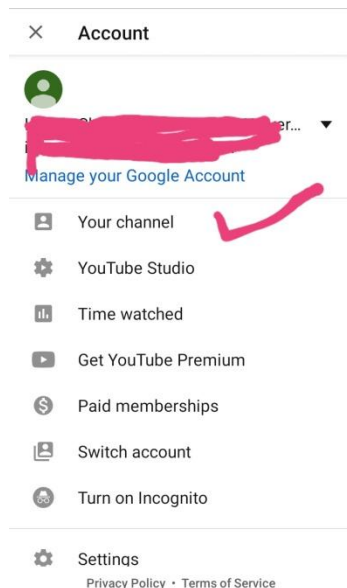 Account
er...
Manage your Google Account
Your channel
YouTube Studio
Time watched
Get YouTube Premium
Paid memberships
Switch account
Turn on Incognito
Settings
Privacy Policy • Terms of Service